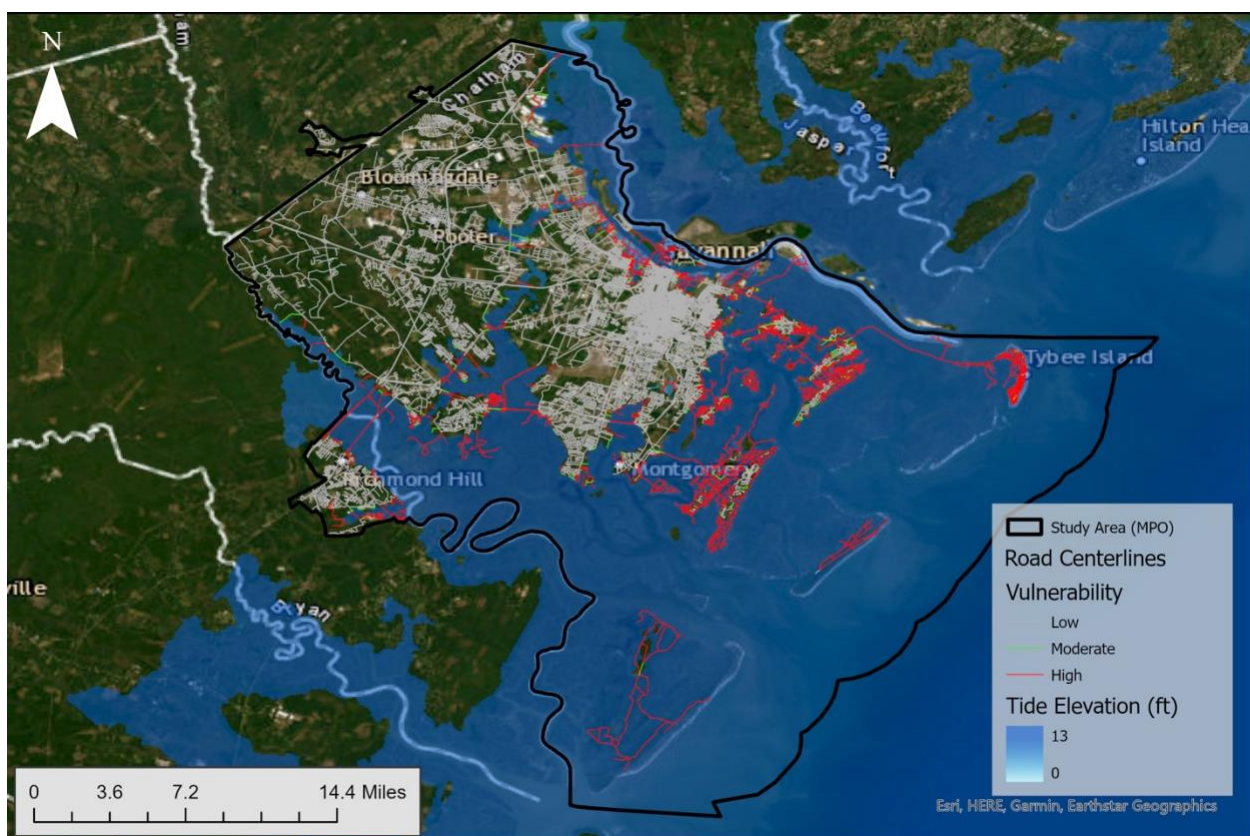 am
N
Chatham
Beaufort
Jasper
Hilton Hea
Island
Bloomingdale
Pooler
Savannah
Tybee Island
Montgomery
Richmond Hill
ville
Bryan
Study Area (MPO)
Road Centerlines
Vulnerability
Low
Moderate
High
Tide Elevation (ft)
13
0
0 3.6 7.2 14.4 Miles
Esri, HERE, Garmin, Earthstar Geographics